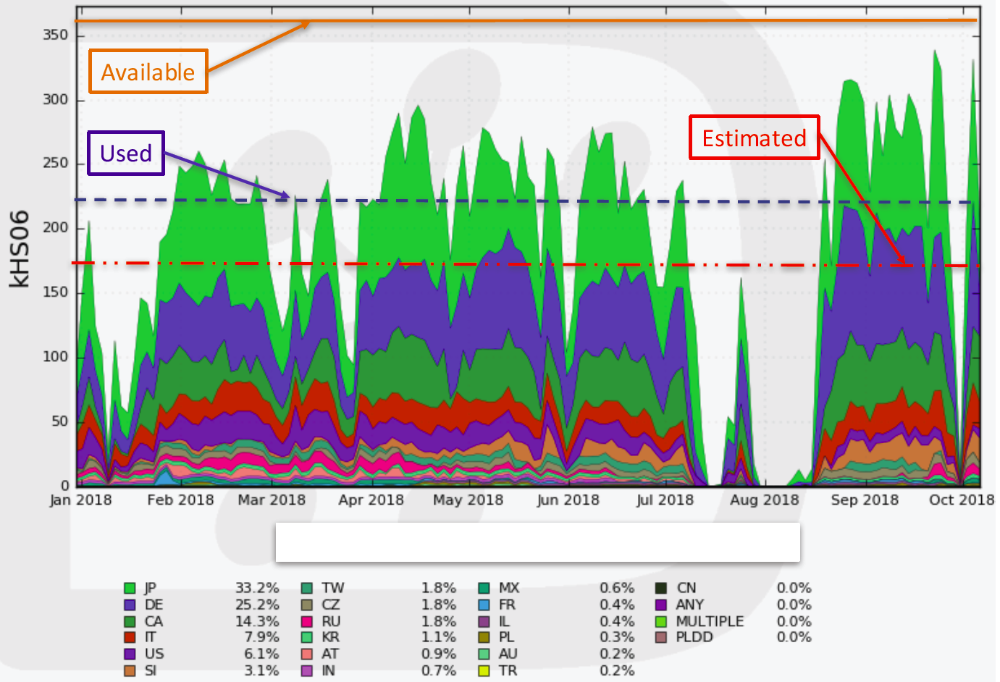 350
Available
300
Estimated
Used
250
200
kHS06
150
100
50
0
Jan 2018 Feb 2018 Mar 2018 Apr 2018 May 2018 Jun 2018 Jul 2018 Aug 2018 Sep 2018 Oct 2018
JP 33.2% TW 1.8% MX 0.6% CN 0.0%
DE 25.2% CZ 1.8% FR 0.4% ANY 0.0%
CA 14.3% RU 1.8% IL 0.4% MULTIPLE 0.0%
IT 7.9% KR 1.1% PL 0.3% PLDD 0.0%
US 6.1% AT 0.9% AU 0.2%
SI 3.1% IN 0.7% TR 0.2%